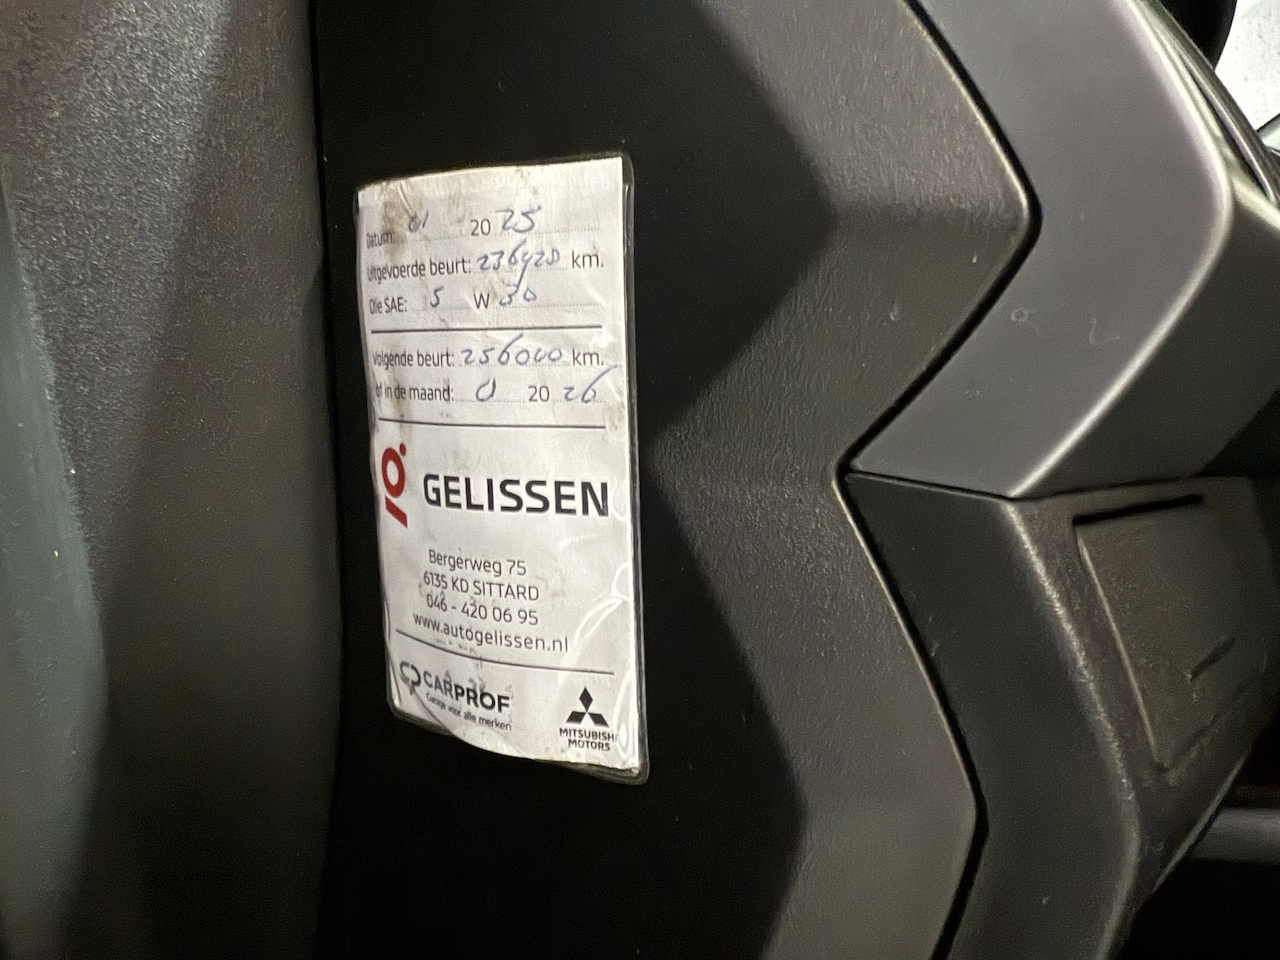 Datum: 01 2025
Uitgevoerde beurt: 236420 km.
Olie SAE: 5 W 30
Volgende beurt: 256000 km.
of in de maand: 2026
GELISSEN
Bergerweg 75
6135 KD SITTARD
046 - 420 06 95
www.autogelissen.nl
CARPROF
Garage voor alle merken
MITSUBISHI
MOTORS